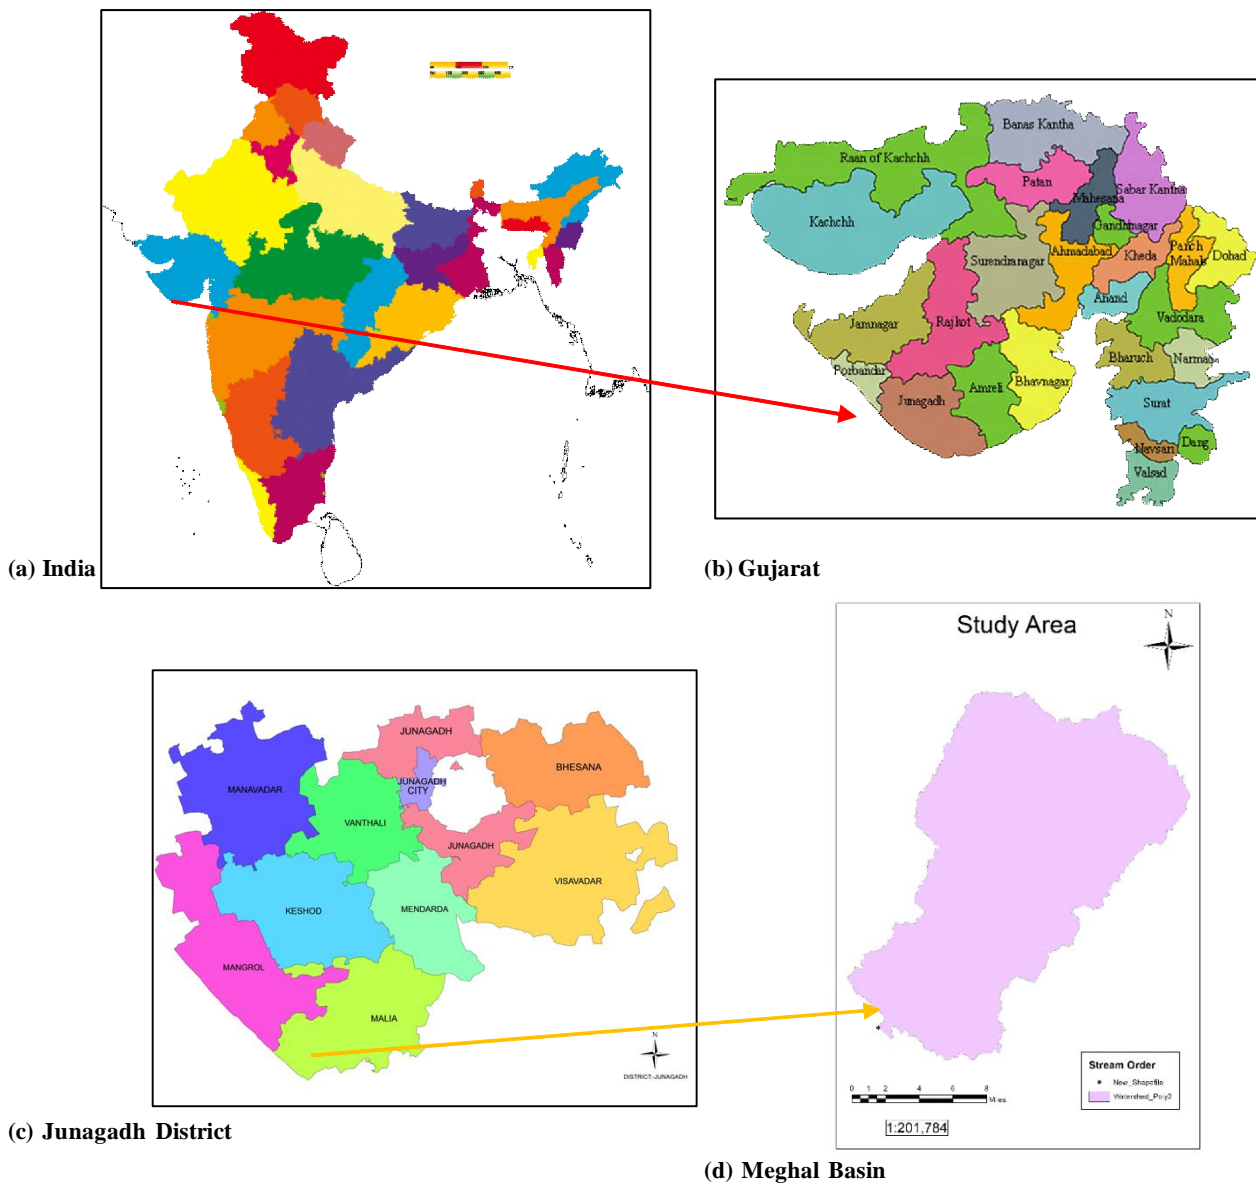 (a) India
Banas Kantha
Raan of Kachchh
Patan
Sabar Kantha
Mahesana
Kachchh
Gandhinagar
Surendranagar
Ahmadabad
Kheda
Panch
Mahals
Dohad
Anand
Jamnagar
Rajkot
Vadodara
Bharuch
Narmada
Porbandar
Junagadh
Amreli
Bhavnagar
Surat
Navsari
Dang
Valsad
(b) Gujarat
JUNAGADH
BHESANA
JUNAGADH
CITY
MANAVADAR
VANTHALI
JUNAGADH
VISAVADAR
KESHOD
MENDARDA
MANGROL
MALIA
N
DISTRICT:-JUNAGADH
(c) Junagadh District
Study Area
N
Stream Order
New_Shapefile
Watershed_Poly2
0 1 2 4 6 8
Miles
1:201,784
(d) Meghal Basin